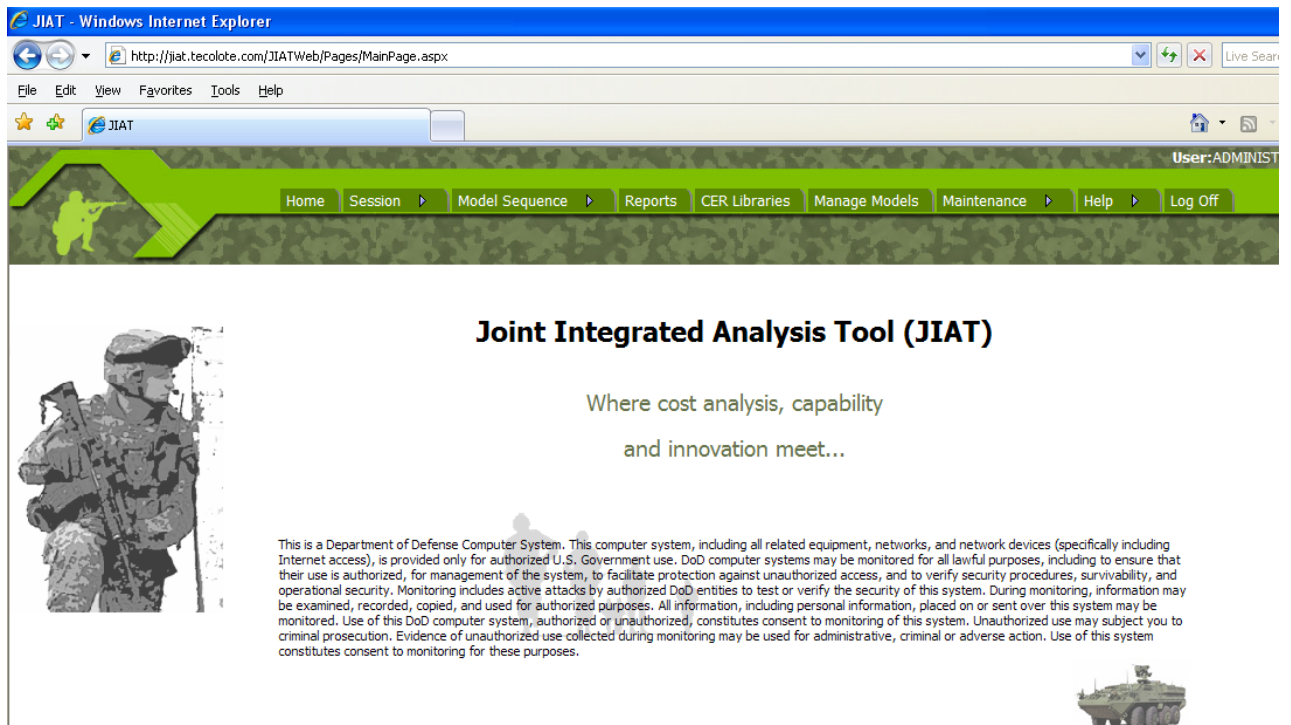 JIAT - Windows Internet Explorer
http://jiat.tecolote.com/JIATWeb/Pages/MainPage.aspx
Live Sear
File Edit View Favorites Tools Help
JIAT
User:ADMINIST
Home Session Model Sequence Reports CER Libraries Manage Models Maintenance Help Log Off
Joint Integrated Analysis Tool (JIAT)
Where cost analysis, capability
and innovation meet...
This is a Department of Defense Computer System. This computer system, including all related equipment, networks, and network devices (specifically including
Internet access), is provided only for authorized U.S. Government use. DoD computer systems may be monitored for all lawful purposes, including to ensure that
their use is authorized, for management of the system, to facilitate protection against unauthorized access, and to verify security procedures, survivability, and
operational security. Monitoring includes active attacks by authorized DoD entities to test or verify the security of this system. During monitoring, information may
be examined, recorded, copied, and used for authorized purposes. All information, including personal information, placed on or sent over this system may be
monitored. Use of this DoD computer system, authorized or unauthorized, constitutes consent to monitoring of this system. Unauthorized use may subject you to
criminal prosecution. Evidence of unauthorized use collected during monitoring may be used for administrative, criminal or adverse action. Use of this system
constitutes consent to monitoring for these purposes.